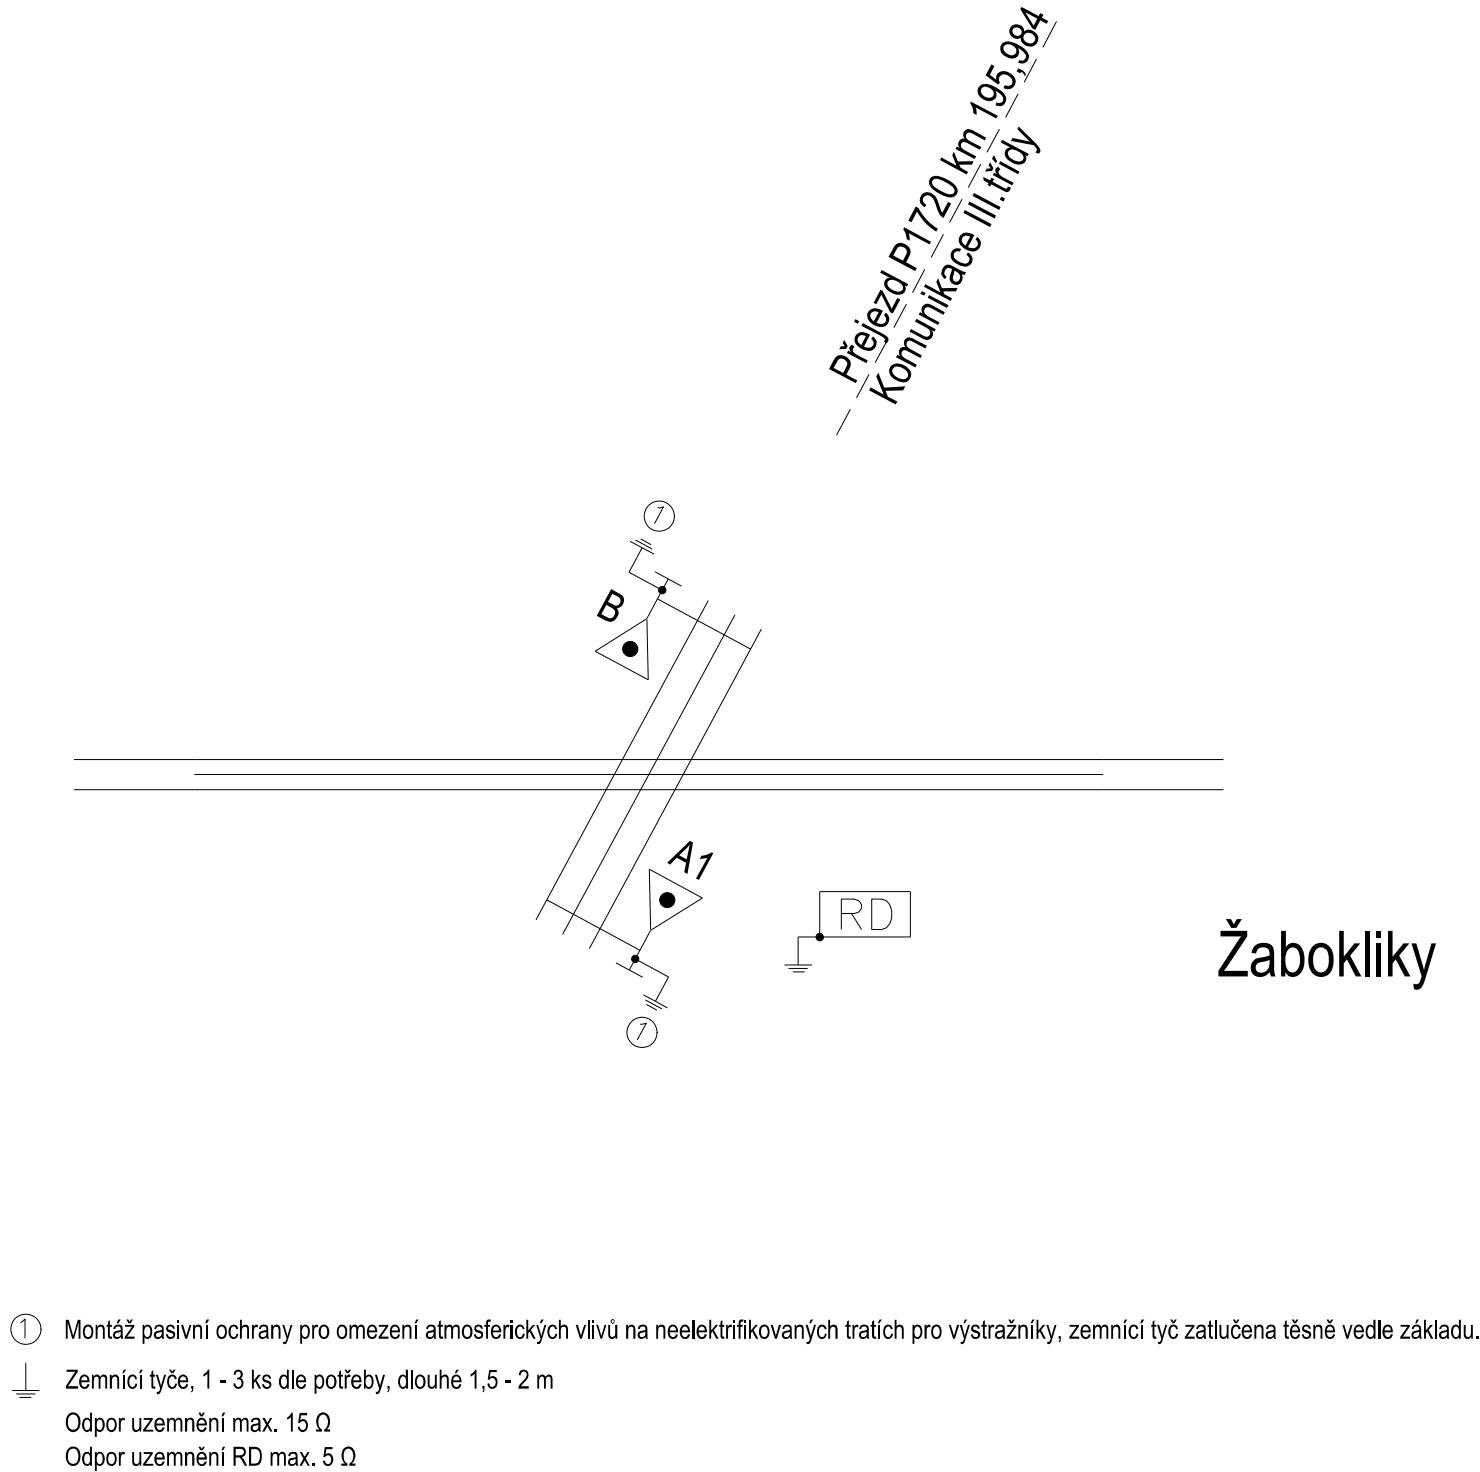 Přejezd P1720 km 195,984
Komunikace III.třídy
1
B
A1
RD
Žabokliky
1
1 Montáž pasivní ochrany pro omezení atmosferických vlivů na neelektrifikovaných tratích pro výstražníky, zemnící tyč zatlučena těsně vedle základu.
Zemnící tyče, 1 - 3 ks dle potřeby, dlouhé 1,5 - 2 m
Odpor uzemnění max. 15 Ω
Odpor uzemnění RD max. 5 Ω